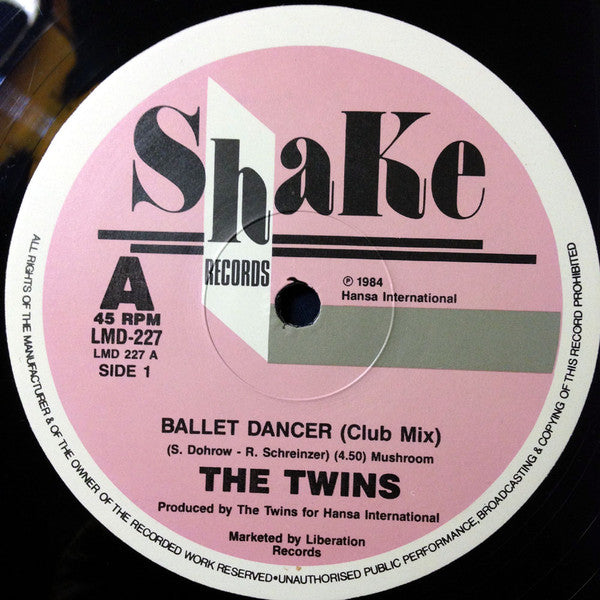 Shake
RECORDS
A
45 RPM
LMD-227
LMD 227 A
SIDE 1
℗ 1984
Hansa International
BALLET DANCER (Club Mix)
(S. Dohrow - R. Schreinzer) (4.50) Mushroom
THE TWINS
Produced by The Twins for Hansa International
Marketed by Liberation
Records
ALL RIGHTS OF THE MANUFACTURER & OF THE OWNER OF THE RECORDED WORK RESERVED•UNAUTHORISED PUBLIC PERFORMANCE, BROADCASTING & COPYING OF THIS RECORD PROHIBITED